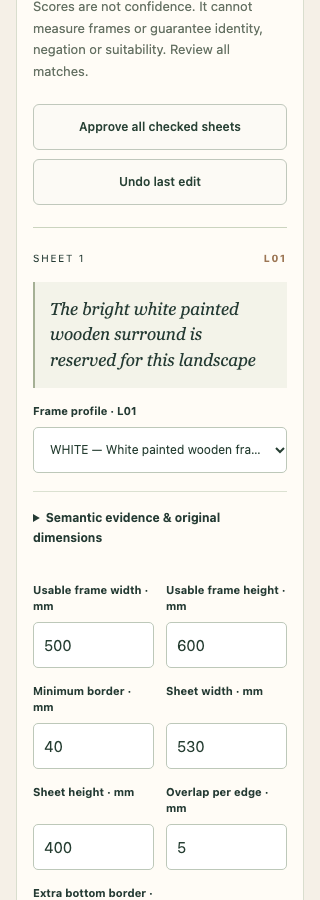 Scores are not confidence. It cannot
measure frames or guarantee identity,
negation or suitability. Review all
matches.
Approve all checked sheets
Undo last edit
SHEET 1 L01
The bright white painted
wooden surround is
reserved for this landscape
Frame profile · L01
WHITE — White painted wooden fra...
▶ Semantic evidence & original
dimensions
Usable frame width ·
mm
Usable frame height ·
mm
500
600
Minimum border ·
mm
Sheet width · mm
40
530
Sheet height · mm
Overlap per edge ·
mm
400
5
Extra bottom border ·